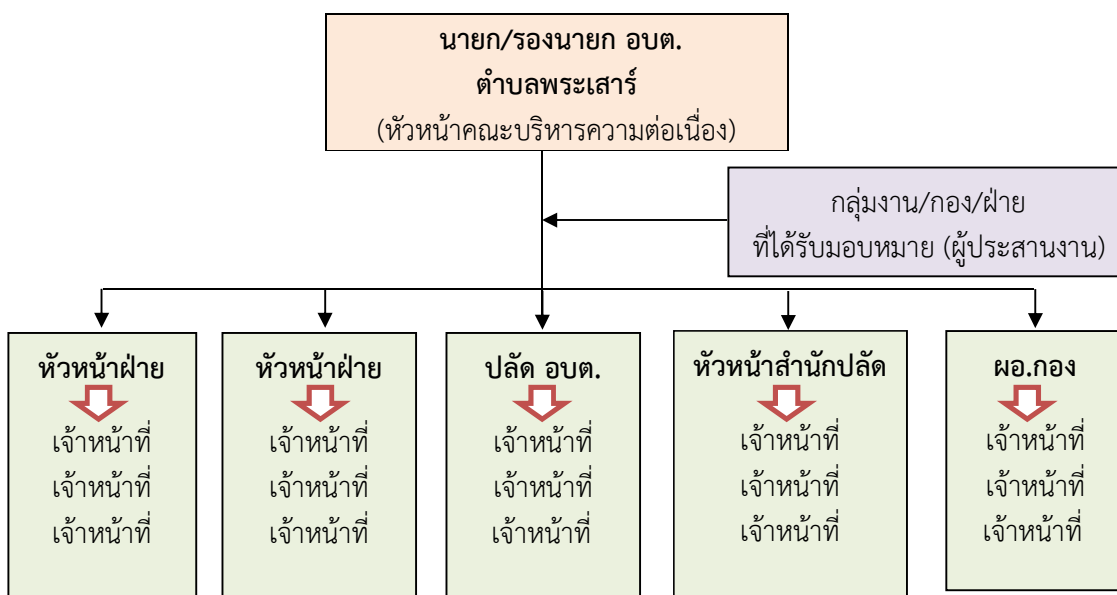 นายก/รองนายก อบต.
ตำบลพระเสาร์
(หัวหน้าคณะบริหารความต่อเนื่อง)
กลุ่มงาน/กอง/ฝ่าย
ที่ได้รับมอบหมาย (ผู้ประสานงาน)
หัวหน้าฝ่าย
เจ้าหน้าที่
เจ้าหน้าที่
เจ้าหน้าที่
หัวหน้าฝ่าย
เจ้าหน้าที่
เจ้าหน้าที่
เจ้าหน้าที่
ปลัด อบต.
เจ้าหน้าที่
เจ้าหน้าที่
เจ้าหน้าที่
หัวหน้าสำนักปลัด
เจ้าหน้าที่
เจ้าหน้าที่
เจ้าหน้าที่
ผอ.กอง
เจ้าหน้าที่
เจ้าหน้าที่
เจ้าหน้าที่